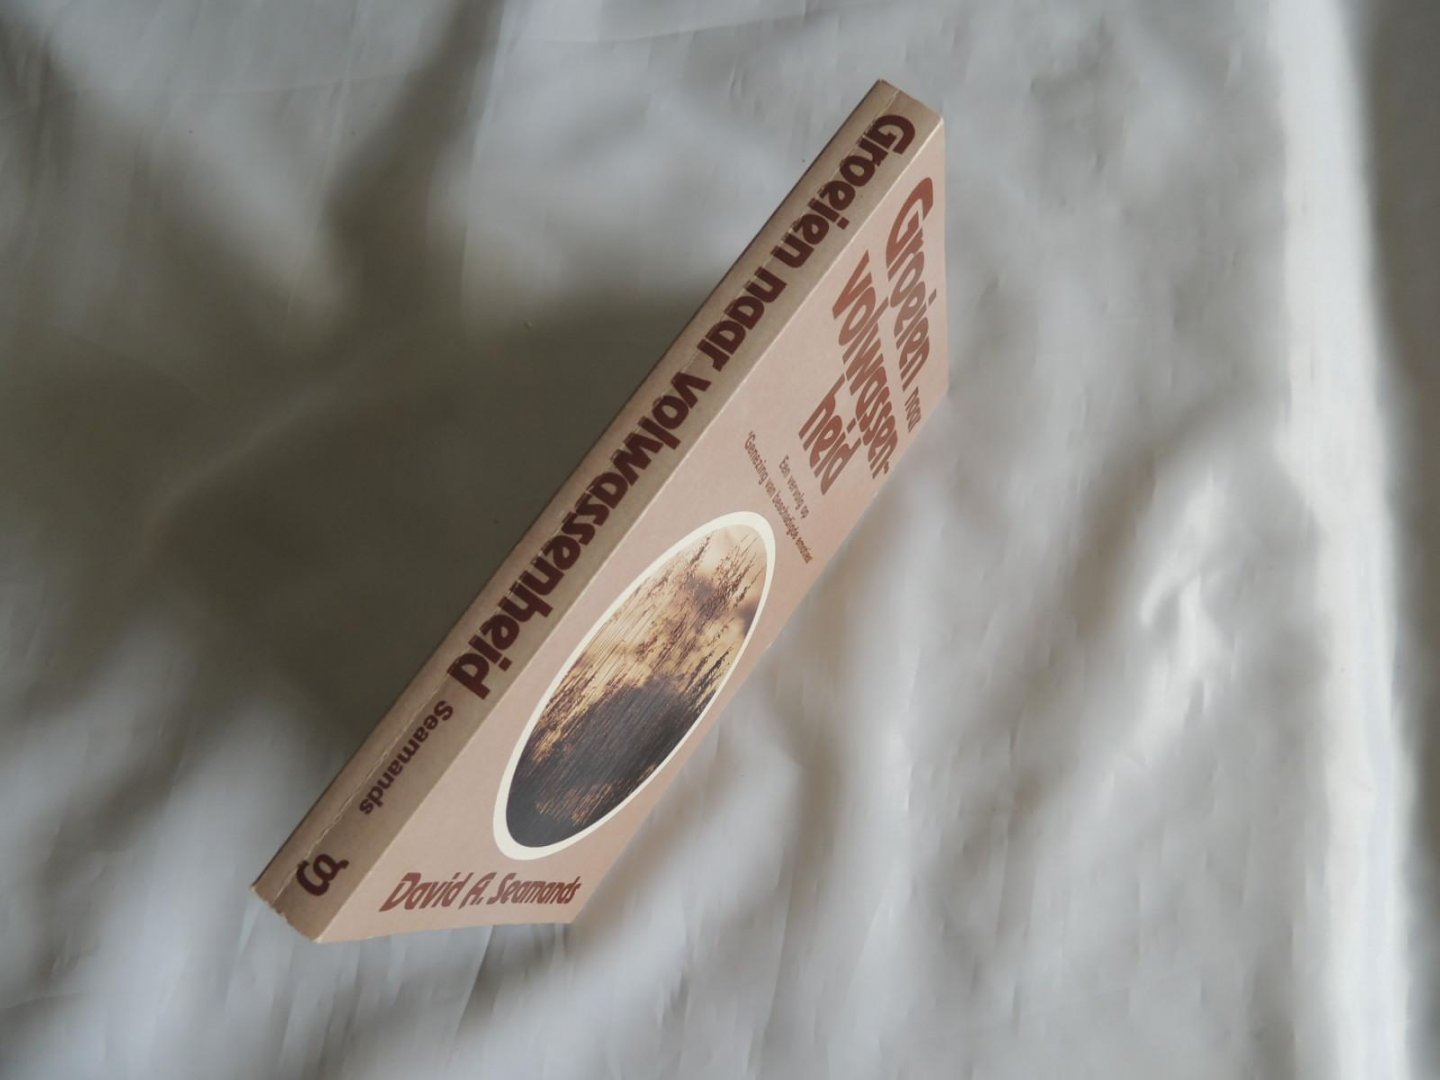 Groeien naar volwassenheid Seamands
Groeien naar
volwassen-
heid
Een vervolg op
"Genezing van beschadigde emoties"
David A. Seamands